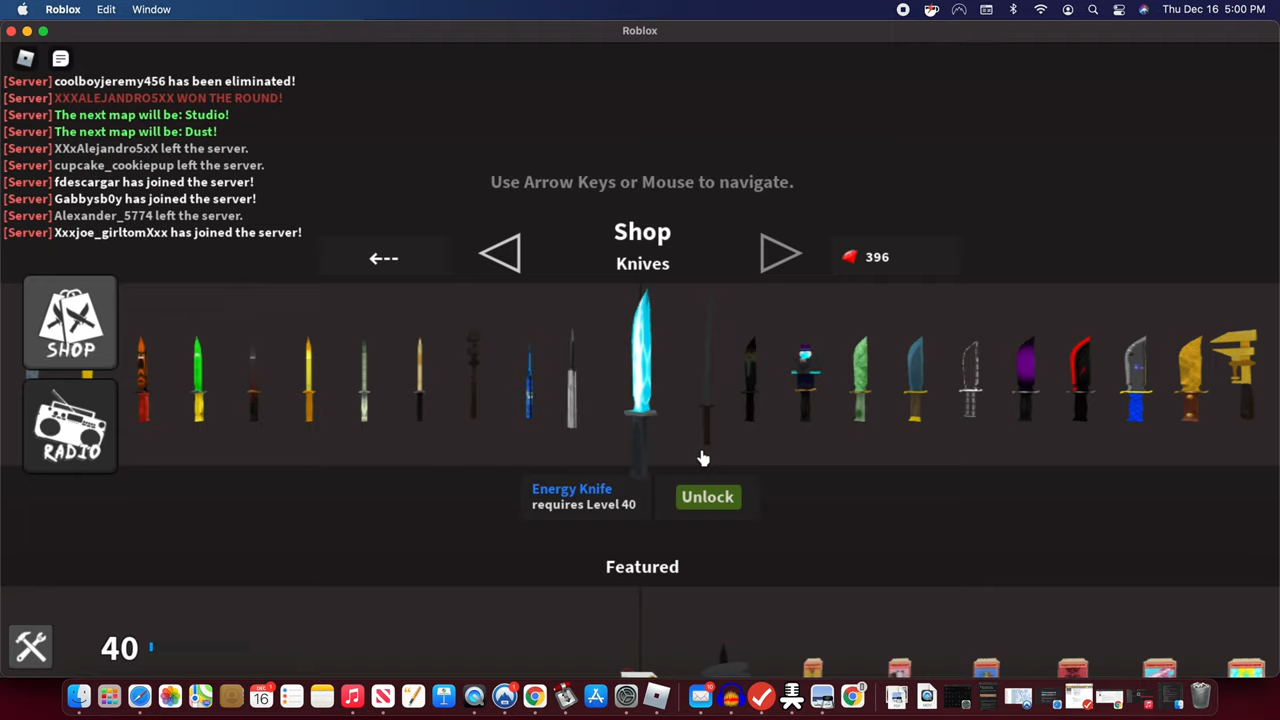 Roblox Edit Window Thu Dec 16 5:00 PM
Roblox
[Server] coolboyjeremy456 has been eliminated!
[Server] XXXALEJANDRO5XX WON THE ROUND!
[Server] The next map will be: Studio!
[Server] The next map will be: Dust!
[Server] XXxAlejandro5xX left the server.
[Server] cupcake_cookiepup left the server.
[Server] fdescargar has joined the server!
[Server] Gabbysb0y has joined the server!
[Server] Alexander_5774 left the server.
[Server] Xxxjoe_girltomXxx has joined the server!
Use Arrow Keys or Mouse to navigate.
Shop
Knives
<---
396
SHOP
RADIO
Energy Knife
requires Level 40
Unlock
Featured
40